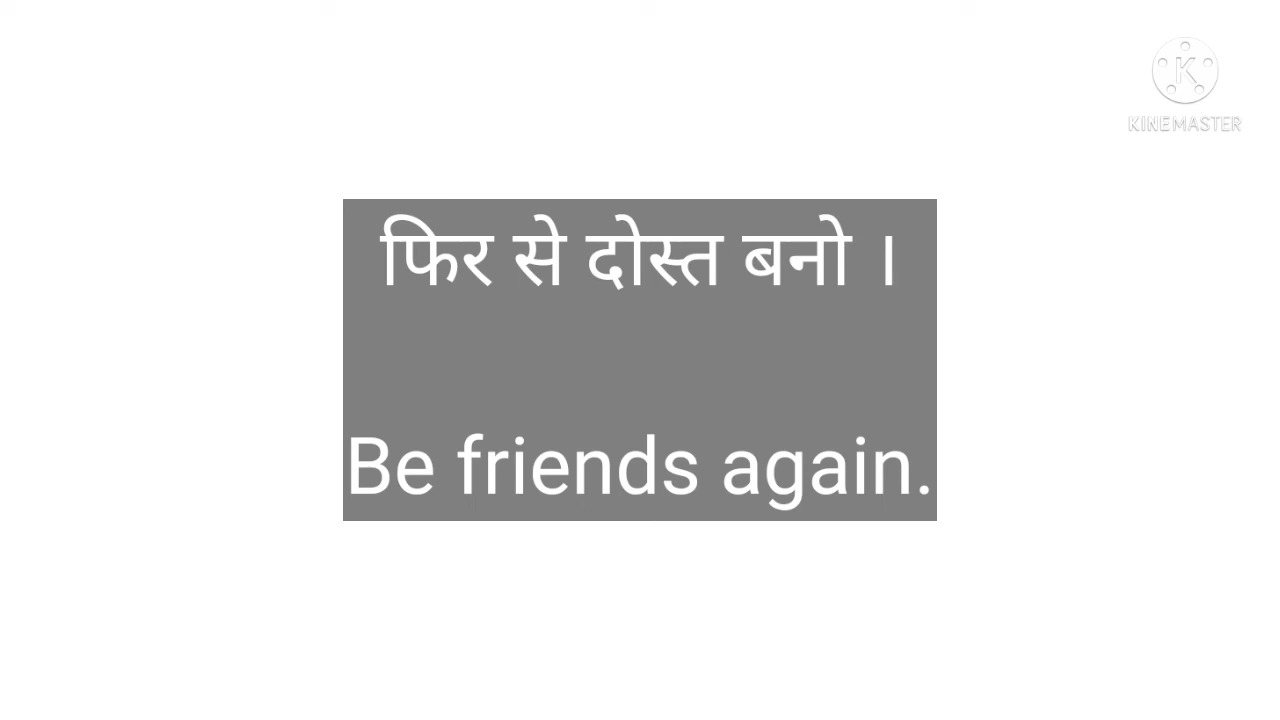 फिर से दोस्त बनो ।
Be friends again.
K
KINEMASTER